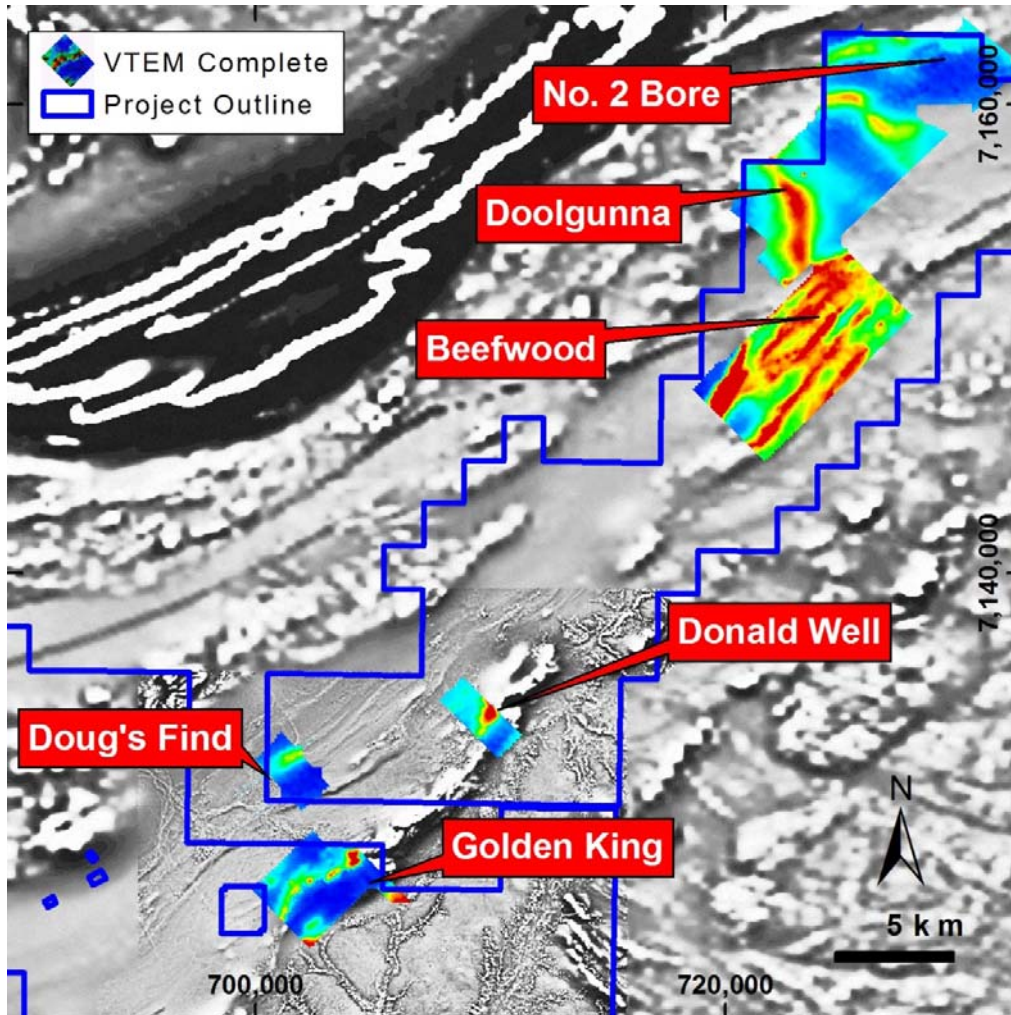 VTEM Complete
Project Outline
No. 2 Bore
7,160,000
Doolgunna
Beefwood
7,140,000
Donald Well
Doug's Find
Golden King
N
5 km
700,000
720,000